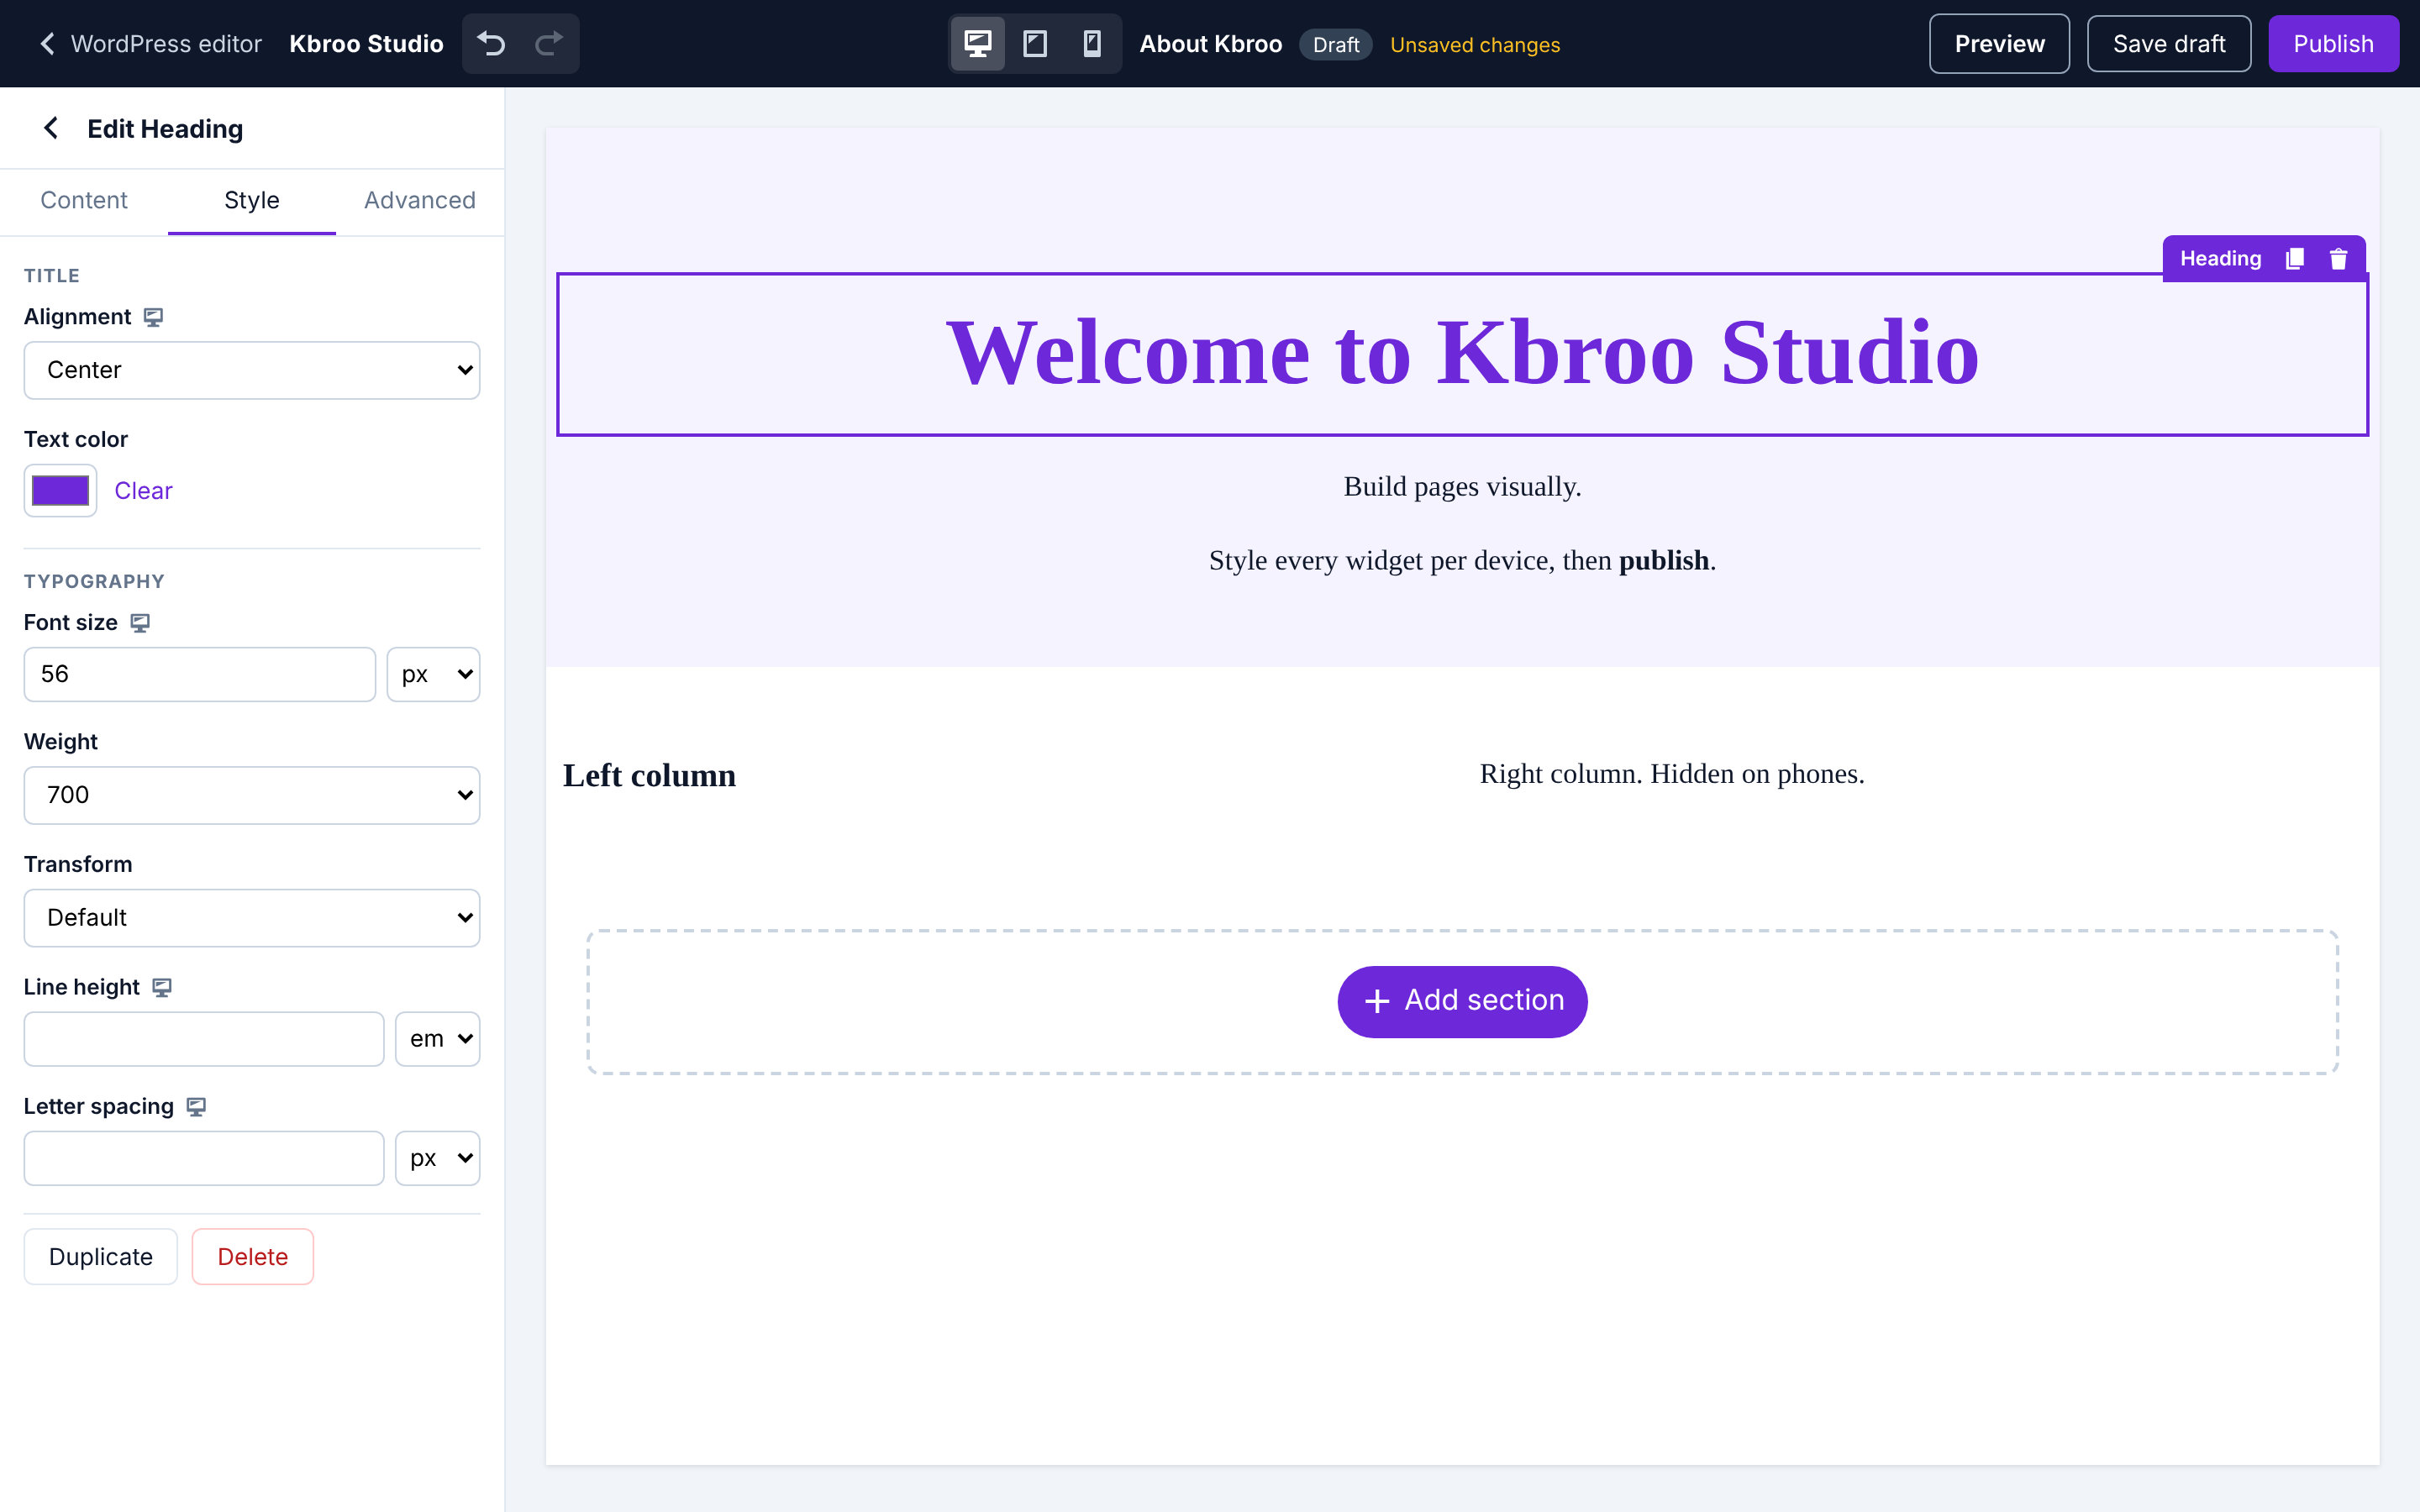 WordPress editor Kbroo Studio About Kbroo Draft Unsaved changes Preview Save draft Publish
Edit Heading
Content Style Advanced
TITLE
Alignment
Center
Text color
Clear
TYPOGRAPHY
Font size
56 px
Weight
700
Transform
Default
Line height
em
Letter spacing
px
Duplicate Delete
Heading
Welcome to Kbroo Studio
Build pages visually.
Style every widget per device, then publish.
Left column
Right column. Hidden on phones.
+ Add section